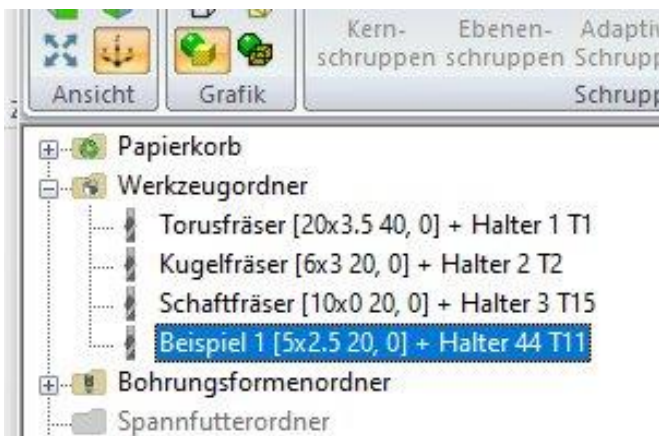 Kern- Ebenen- Adaptiv
schruppen schruppen Schrupp
Ansicht Grafik Schrupp
Papierkorb
Werkzeugordner
Torusfräser [20x3.5 40, 0] + Halter 1 T1
Kugelfräser [6x3 20, 0] + Halter 2 T2
Schaftfräser [10x0 20, 0] + Halter 3 T15
Beispiel 1 [5x2.5 20, 0] + Halter 44 T11
Bohrungsformenordner
Spannfutterordner